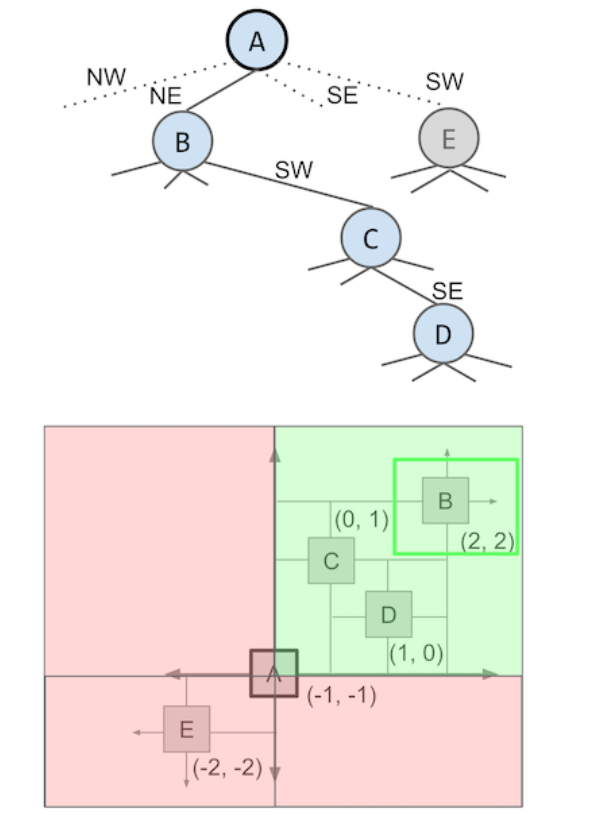 A
NW
NE
SE
SW
B
E
SW
C
SE
D
B
(0, 1)
(2, 2)
C
D
(1, 0)
A
(-1, -1)
E
(-2, -2)